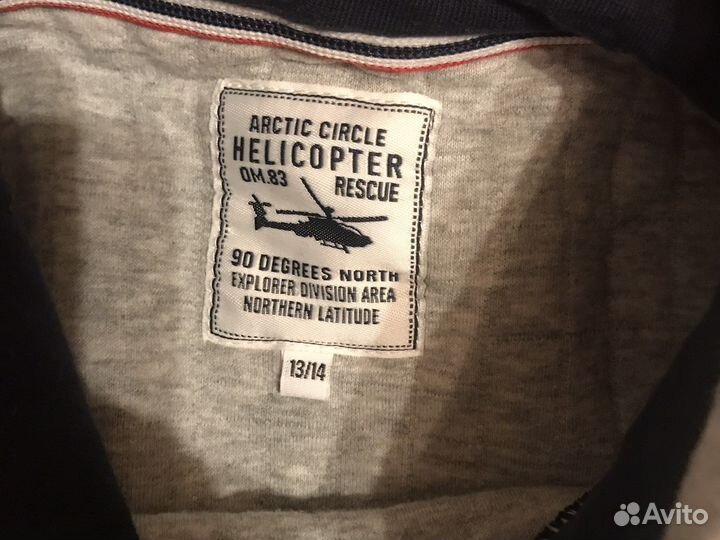 ARCTIC CIRCLE
HELICOPTER
OM.83 RESCUE
90 DEGREES NORTH
EXPLORER DIVISION AREA
NORTHERN LATITUDE
13/14
Avito